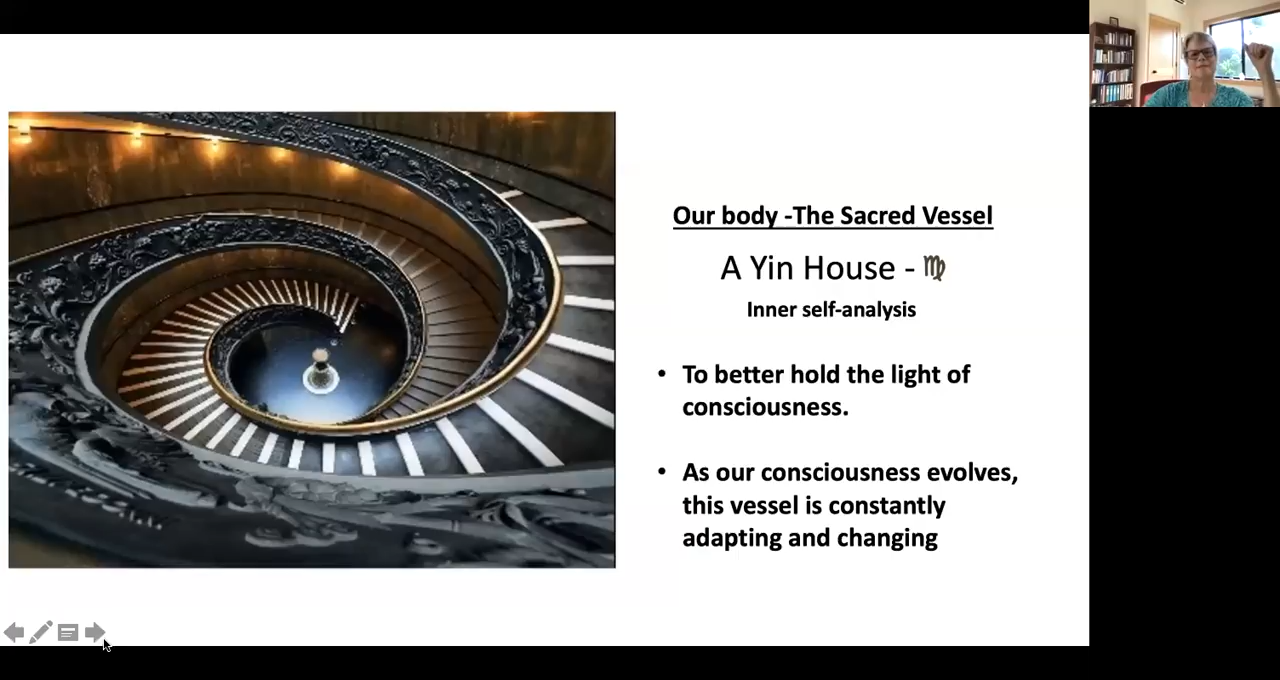 Our body -The Sacred Vessel
A Yin House - ♍
Inner self-analysis
• To better hold the light of
consciousness.
• As our consciousness evolves,
this vessel is constantly
adapting and changing